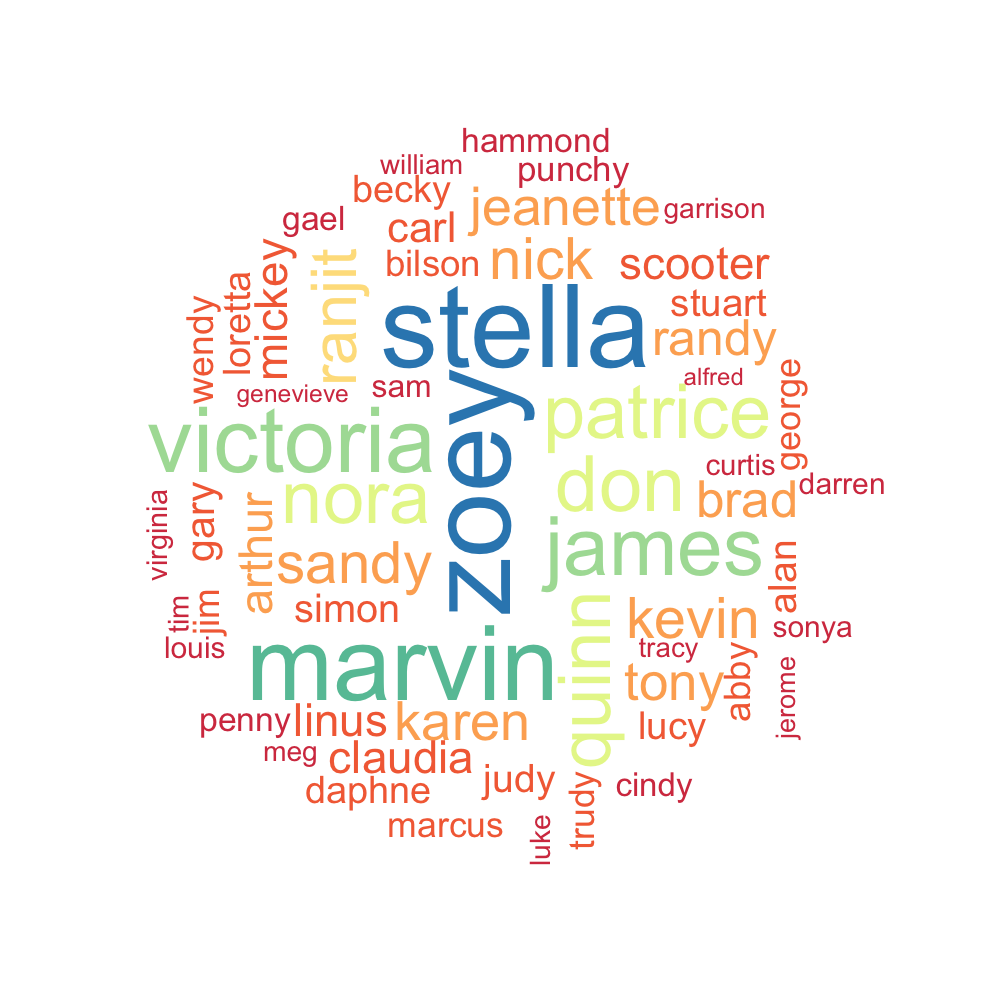 hammond
william
punchy
becky
jeanette
garrison
gael
carl
mickey
ranjit
bilson
nick
scooter
loretta
wendy
stella
stuart
randy
genevieve
sam
zoey
alfred
patrice
george
victoria
nora
don
curtis
darren
brad
virginia
gary
arthur
sandy
james
alan
tim
jim
simon
quinn
kevin
sonya
louis
marvin
tracy
tony
abby
jerome
penny
linus
karen
lucy
meg
claudia
daphne
judy
trudy
cindy
marcus
luke